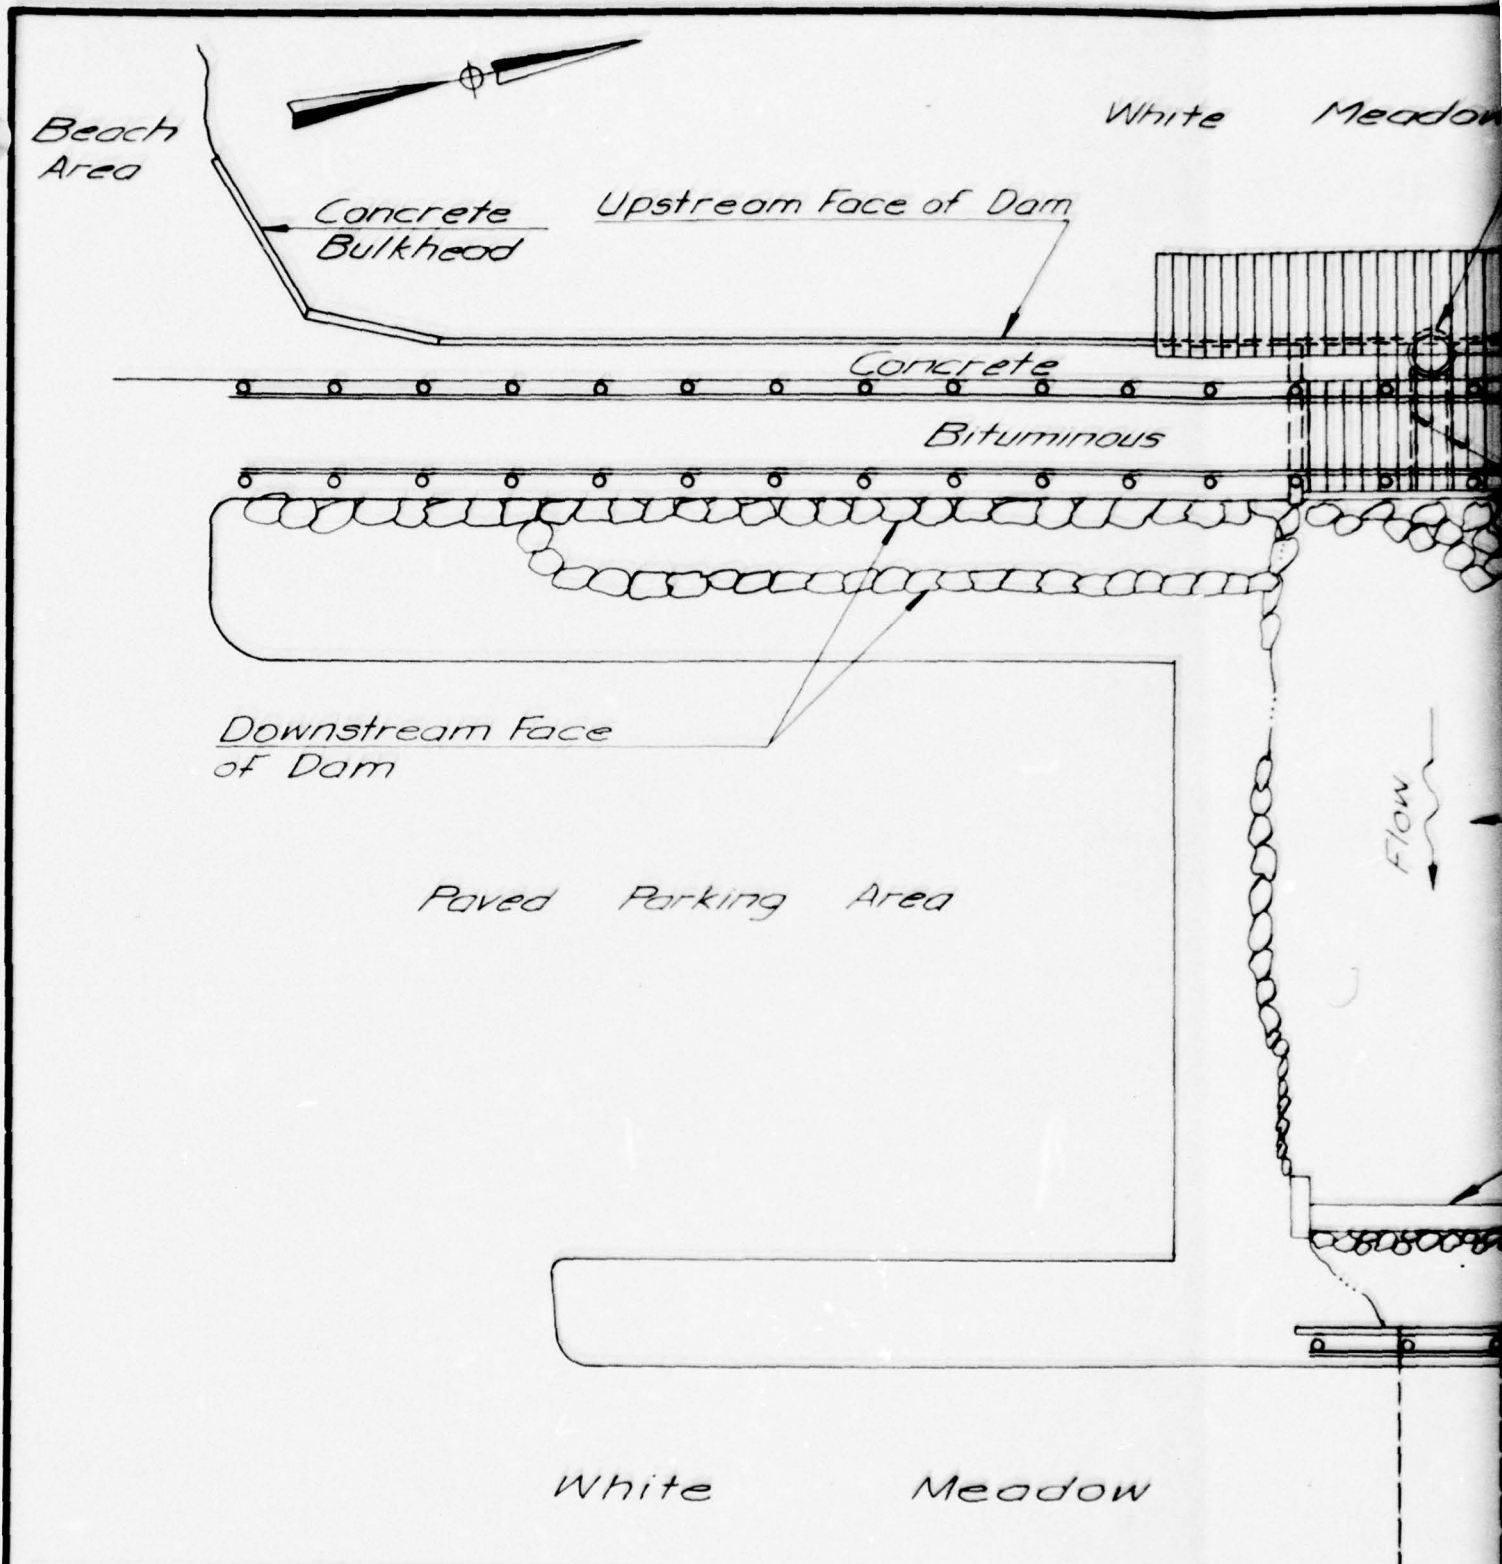 White Meadow
Beach
Area
Concrete
Bulkhead
Upstream Face of Dam
Concrete
Bituminous
Downstream Face
of Dam
Flow
Paved Parking Area
White Meadow